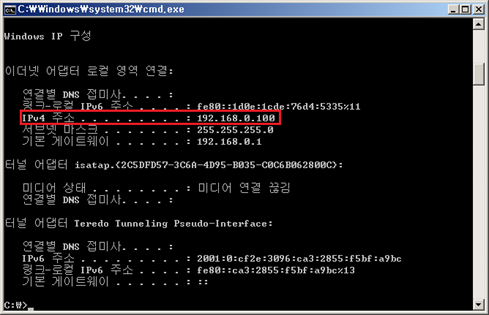 C:\Windows\system32\cmd.exe
Windows IP 구성
이더넷 어댑터 로컬 영역 연결:
연결별 DNS 접미사. . . . :
링크-로컬 IPv6 주소 . . . . : fe80::1d0e:1cde:76d4:5335%11
IPv4 주소 . . . . . . . . . : 192.168.0.100
서브넷 마스크 . . . . . . . : 255.255.255.0
기본 게이트웨이 . . . . . . : 192.168.0.1
터널 어댑터 isatap.{2C5DFD57-3C6A-4D95-B035-C0C6B062800C}:
미디어 상태 . . . . . . . . : 미디어 연결 끊김
연결별 DNS 접미사. . . . :
터널 어댑터 Teredo Tunneling Pseudo-Interface:
연결별 DNS 접미사. . . . :
IPv6 주소 . . . . . . . . . : 2001:0:cf2e:3096:ca3:2855:f5bf:a9bc
링크-로컬 IPv6 주소 . . . . : fe80::ca3:2855:f5bf:a9bc%13
기본 게이트웨이 . . . . . . : ::
C:\>_